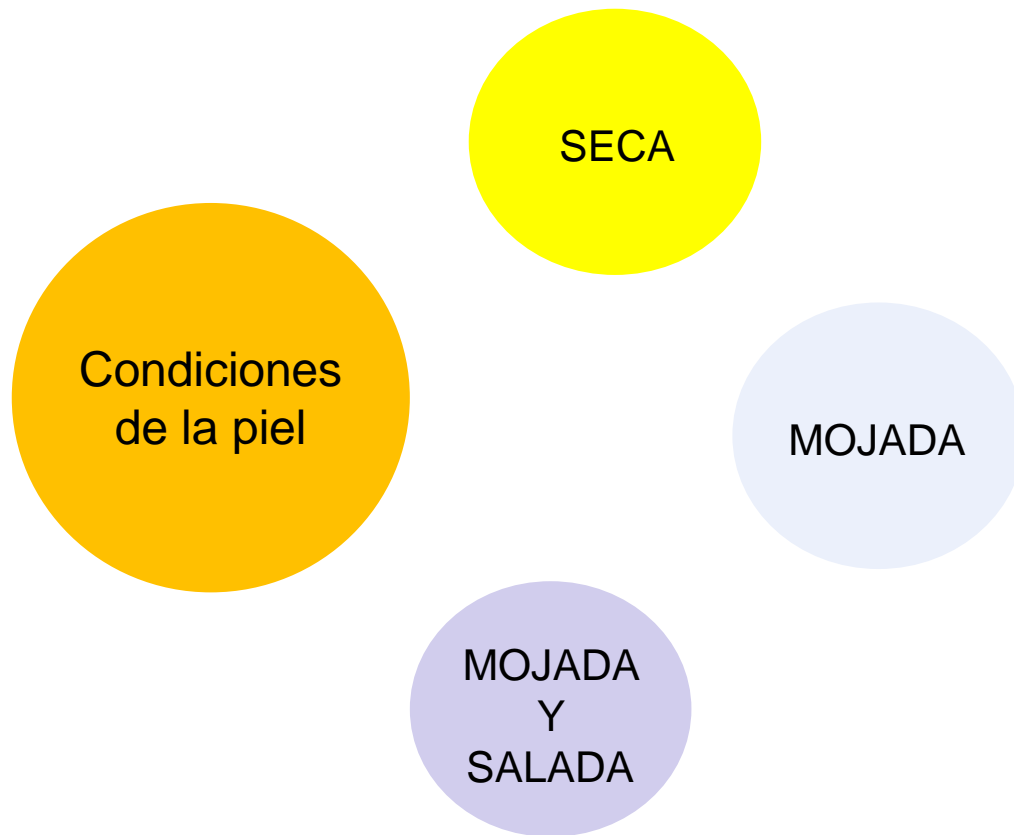 SECA
Condiciones
de la piel
MOJADA
MOJADA
Y
SALADA